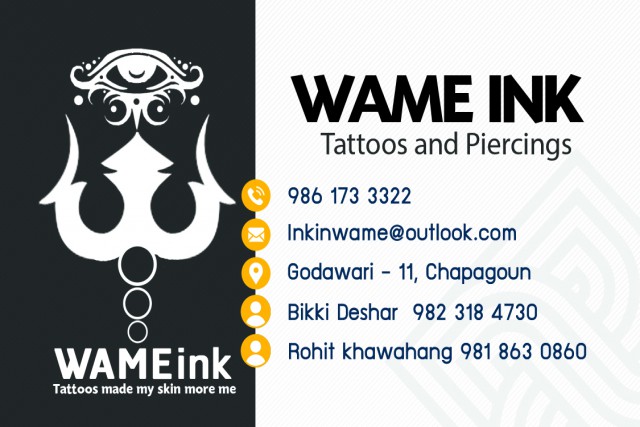 WAME INK
Tattoos and Piercings
986 173 3322
Inkinwame@outlook.com
Godawari - 11, Chapagoun
Bikki Deshar 982 318 4730
Rohit khawahang 981 863 0860
WAMEink
Tattoos made my skin more me